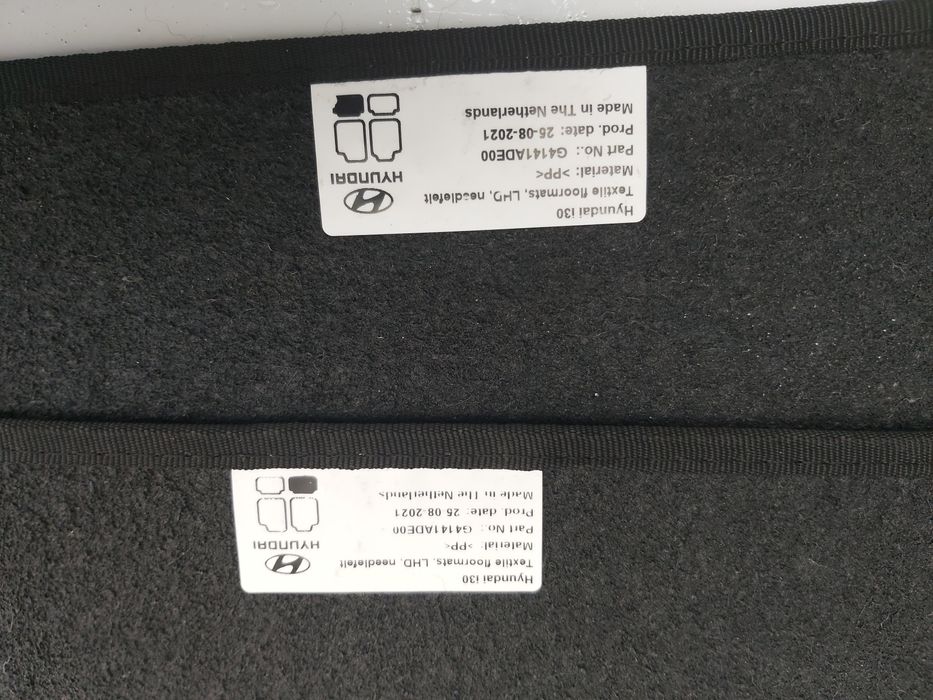 Hyundai i30
Textile floormats, LHD, needlefelt
Material: >PP<
Part No.: G4141ADE00
Prod. date: 25-08-2021
Made in The Netherlands
HYUNDAI
Hyundai i30
Textile floormats, LHD, needlefelt
Material: >PP<
Part No.: G4141ADE00
Prod. date: 25-08-2021
Made in The Netherlands
HYUNDAI